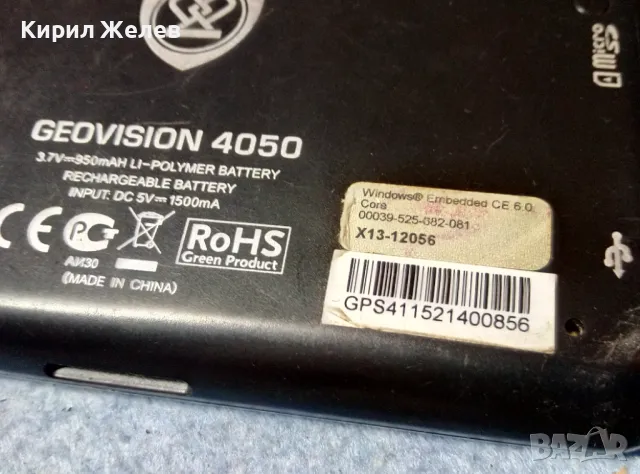 Кирил Желев
micro SD
GEOVISION 4050
3.7V⎓950mAH LI-POLYMER BATTERY
RECHARGEABLE BATTERY
INPUT: DC 5V⎓1500mA
CE PC
RoHS
Green Product
АИ30
(MADE IN CHINA)
Windows® Embedded CE 6.0
Core
00039-525-082-081
X13-12056
GPS411521400856
BAZAR